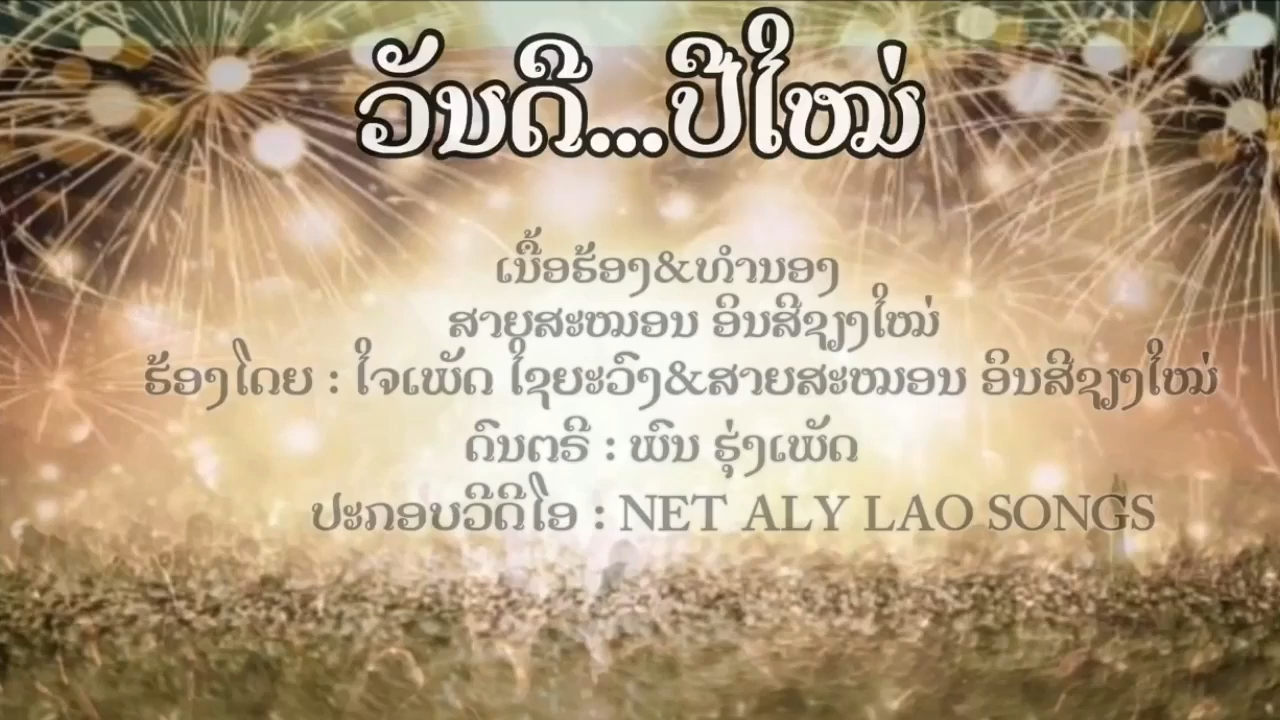 ວັນດີ...ປີໃໝ່
ເນື້ອຮ້ອງ&ທຳນອງ
ສາຍສະໝອນ ອິນສີຊຽງໃໝ່
ຮ້ອງໂດຍ : ໃຈເພັດ ໄຊຍະວົງ&ສາຍສະໝອນ ອິນສີຊຽງໃໝ່
ດົນຕຣີ : ພົນ ຮຸ່ງເພັດ
ປະກອບວີດີໂອ : NET ALY LAO SONGS